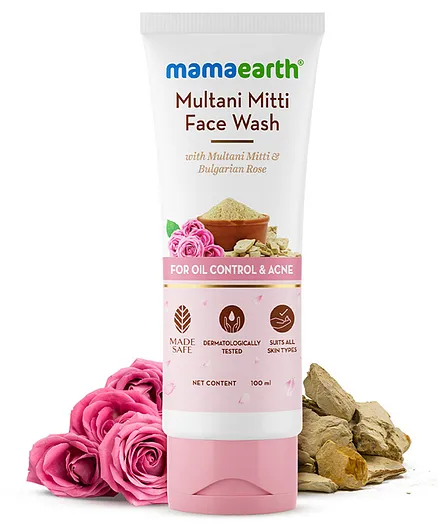 mamaearth®
Multani Mitti
Face Wash
with Multani Mitti &
Bulgarian Rose
FOR OIL CONTROL & ACNE
MADE
SAFE
DERMATOLOGICALLY
TESTED
SUITS ALL
SKIN TYPES
NET CONTENT 100 ml